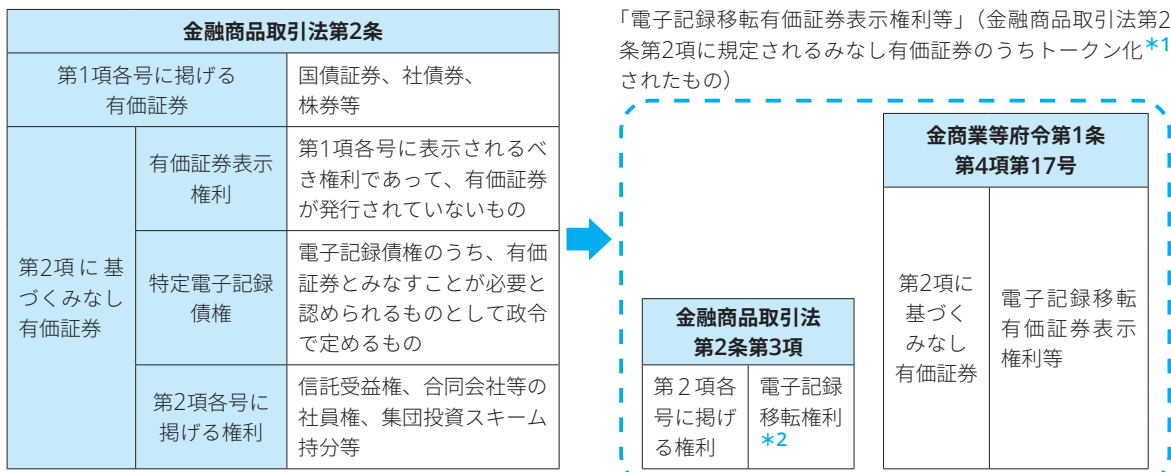 金融商品取引法第2条
第1項各号に掲げる
有価証券
国債証券、社債券、
株券等
第2項に基
づくみなし
有価証券
有価証券表示
権利
第1項各号に表示されるべ
き権利であって、有価証券
が発行されていないもの
特定電子記録
債権
電子記録債権のうち、有価
証券とみなすことが必要と
認められるものとして政令
で定めるもの
第2項各号に
掲げる権利
信託受益権、合同会社等の
社員権、集団投資スキーム
持分等
「電子記録移転有価証券表示権利等」（金融商品取引法第2
条第2項に規定されるみなし有価証券のうちトークン化＊1
されたもの）
金融商品取引法
第2条第3項
第2項各
号に掲げ
る権利
電子記録
移転権利
＊2
金商業等府令第1条
第4項第17号
第2項に
基づく
みなし
有価証券
電子記録移転
有価証券表示
権利等